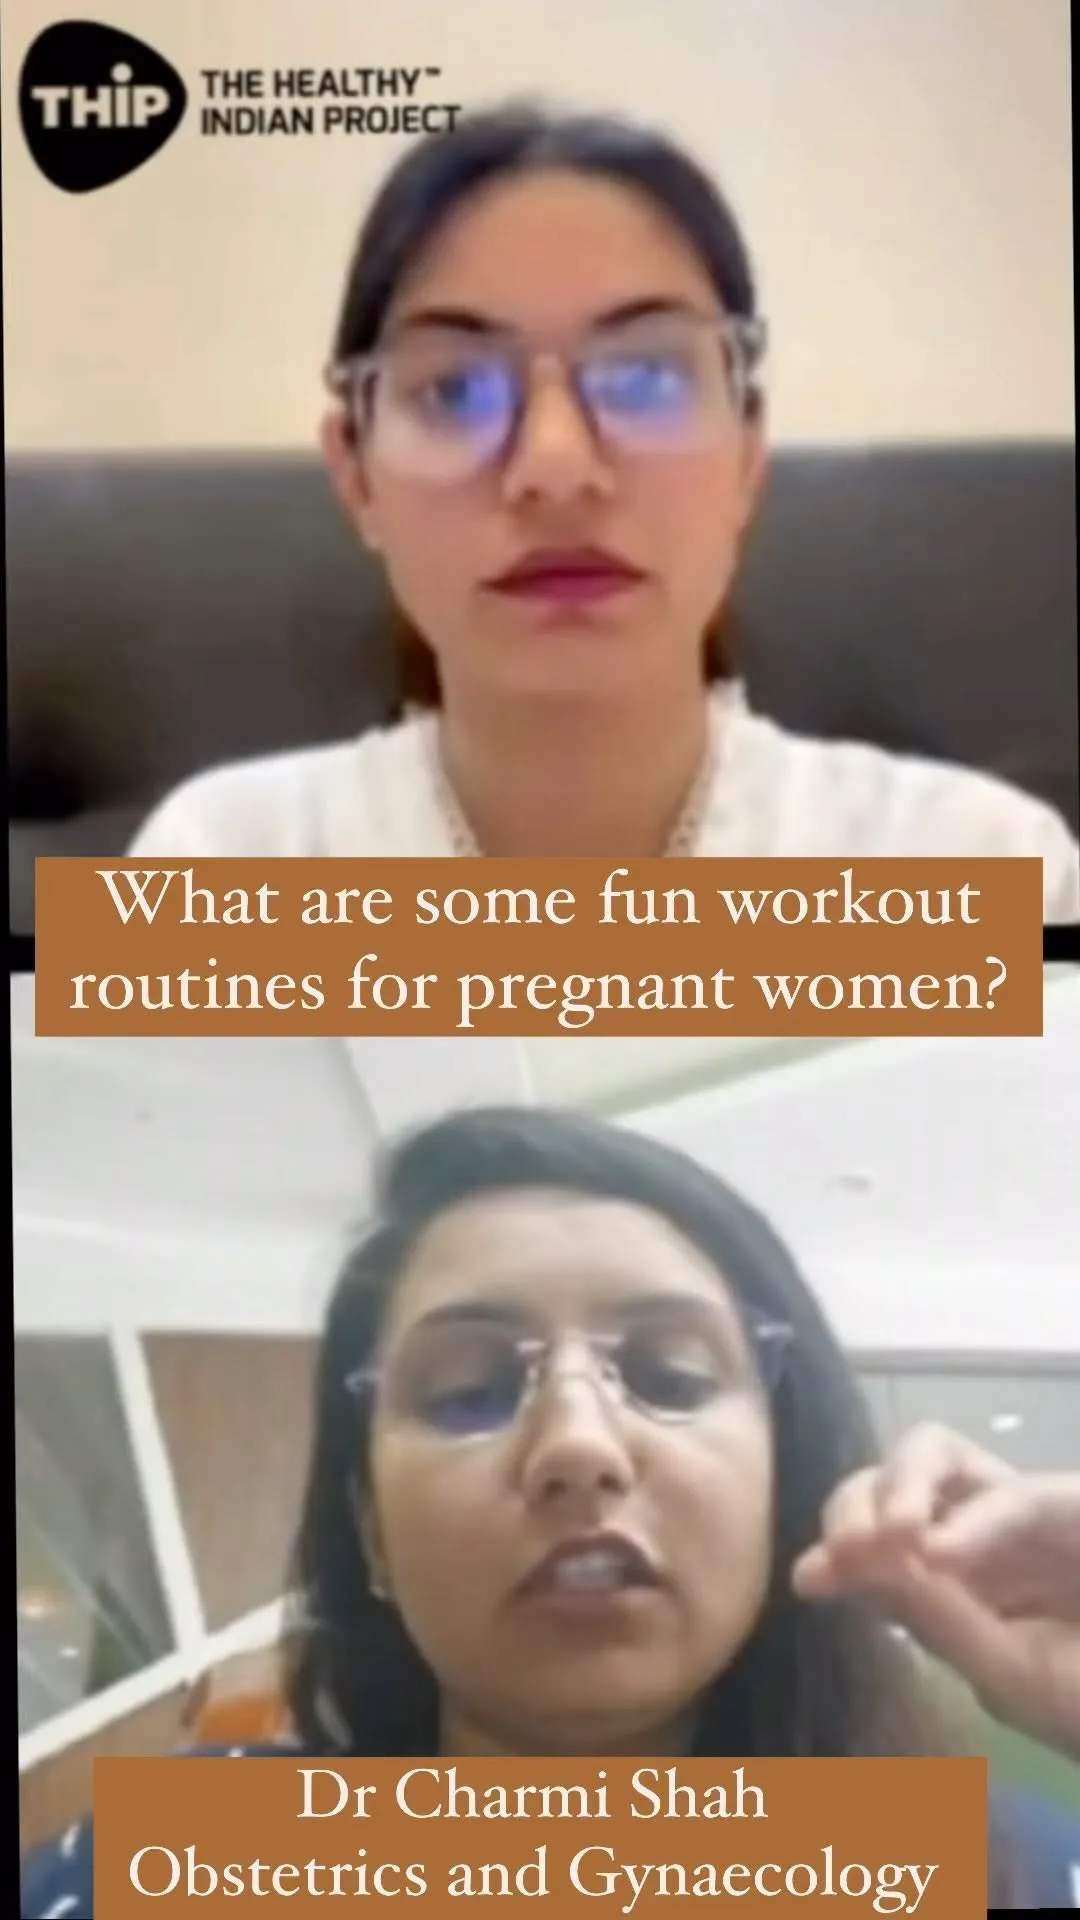 THIP
THE HEALTHY™
INDIAN PROJECT
What are some fun workout
routines for pregnant women?
Dr Charmi Shah
Obstetrics and Gynaecology